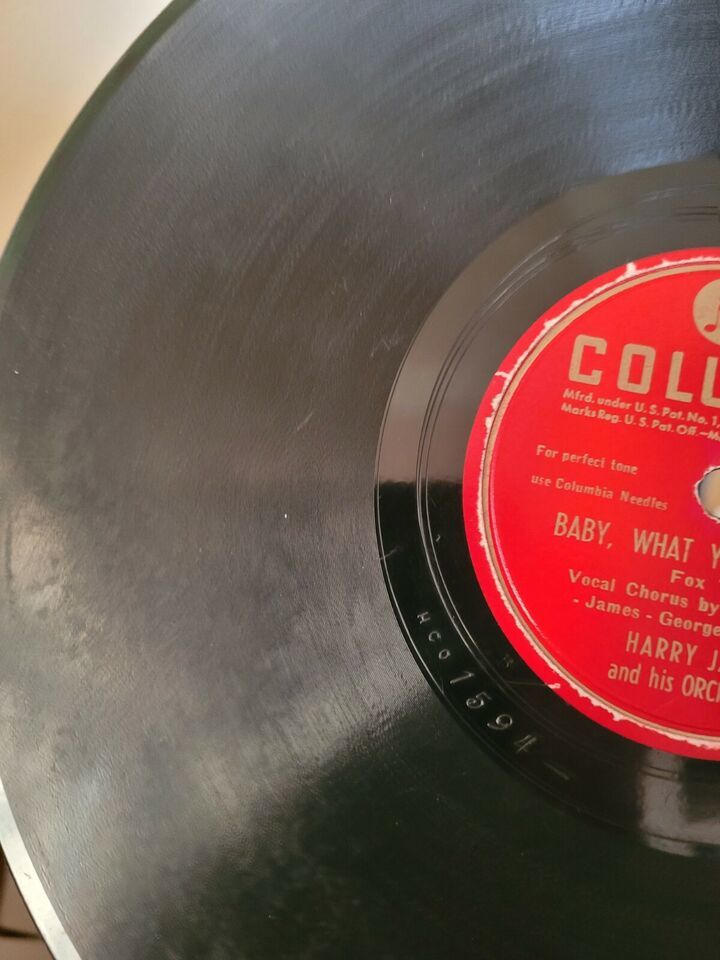 COLU
Mfrd. under U.S. Pat. No. 1,
Marks Reg. U.S. Pat. Off.—M
For perfect tone
use Columbia Needles
BABY, WHAT Y
Fox
Vocal Chorus by
- James - George
HARRY J
and his ORC
HCO 1594-